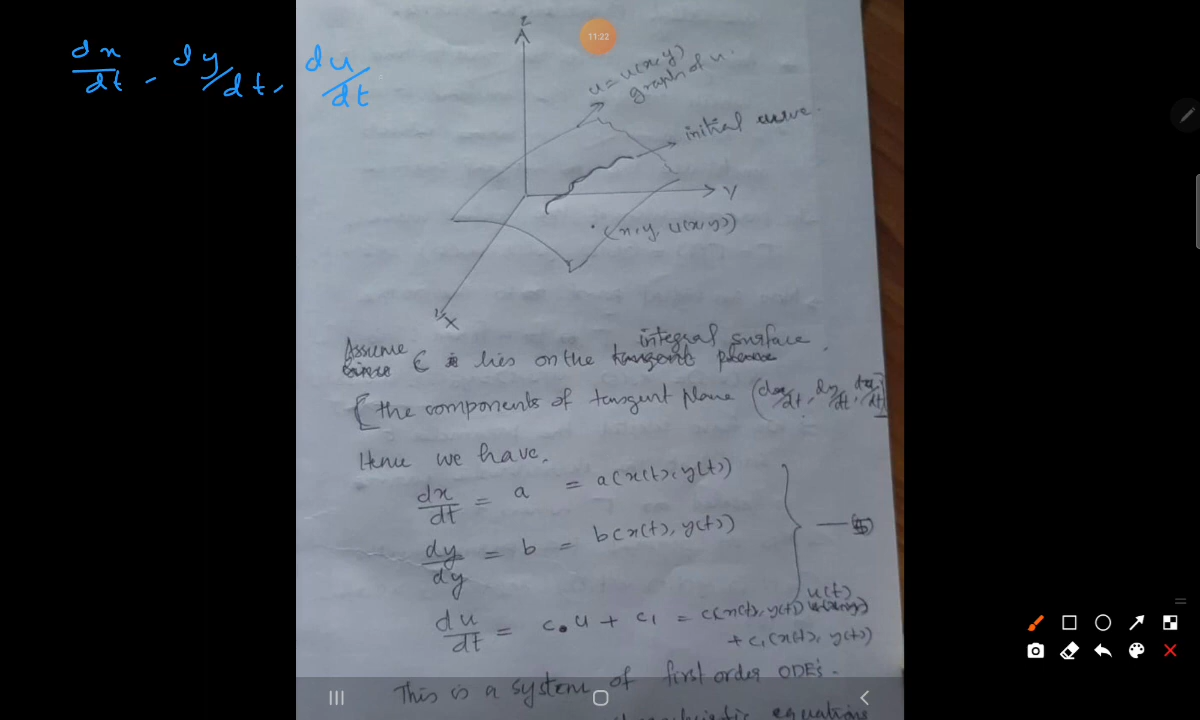 dx/dt - dy/dt, du/dt
11:22
Z
u = u(x,y)
graph of u.
initial curve.
Y
(x,y, u(x,y))
X
Assume integral surface
C lies on the tangent
[the components of tangent plane (dx/dt, dy/dt, du/dt)
Hence we have.
dx/dt = a = a(x(t), y(t))
dy/dy = b = b(x(t), y(t))
u(t)
du/dt = c₀u + c₁ = c(x(t), y(t))
+ c₁(x(t), y(t))
This is a system of first order ODE's.
equations